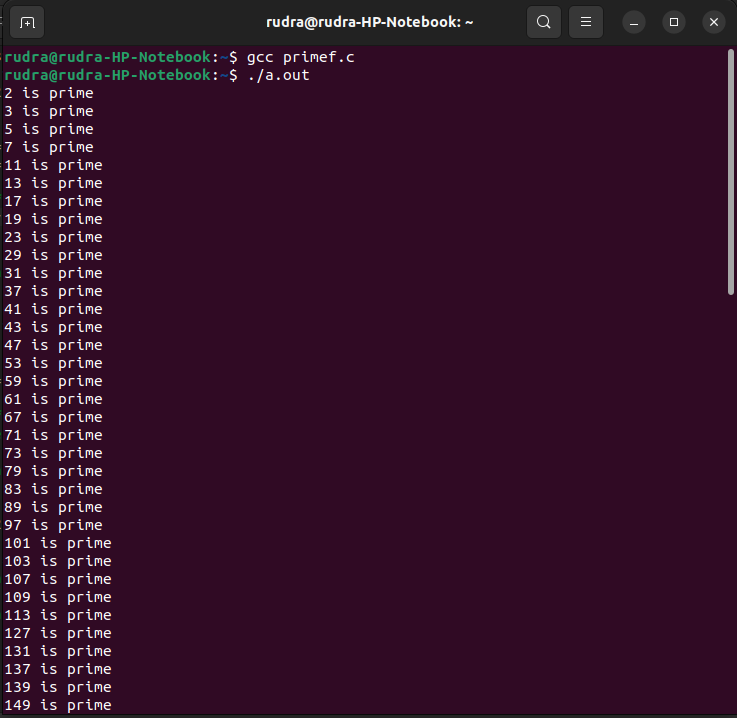 rudra@rudra-HP-Notebook: ~
rudra@rudra-HP-Notebook:~$ gcc primef.c
rudra@rudra-HP-Notebook:~$ ./a.out
2 is prime
3 is prime
5 is prime
7 is prime
11 is prime
13 is prime
17 is prime
19 is prime
23 is prime
29 is prime
31 is prime
37 is prime
41 is prime
43 is prime
47 is prime
53 is prime
59 is prime
61 is prime
67 is prime
71 is prime
73 is prime
79 is prime
83 is prime
89 is prime
97 is prime
101 is prime
103 is prime
107 is prime
109 is prime
113 is prime
127 is prime
131 is prime
137 is prime
139 is prime
149 is prime